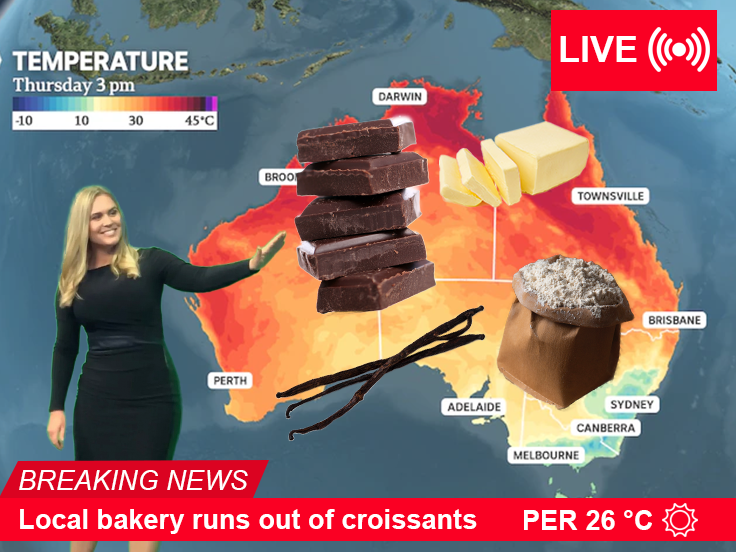 TEMPERATURE
Thursday 3 pm
-10 10 30 45°C
LIVE
DARWIN
BROO
TOWNSVILLE
BRISBANE
PERTH
ADELAIDE
SYDNEY
CANBERRA
MELBOURNE
BREAKING NEWS
Local bakery runs out of croissants
PER 26 °C